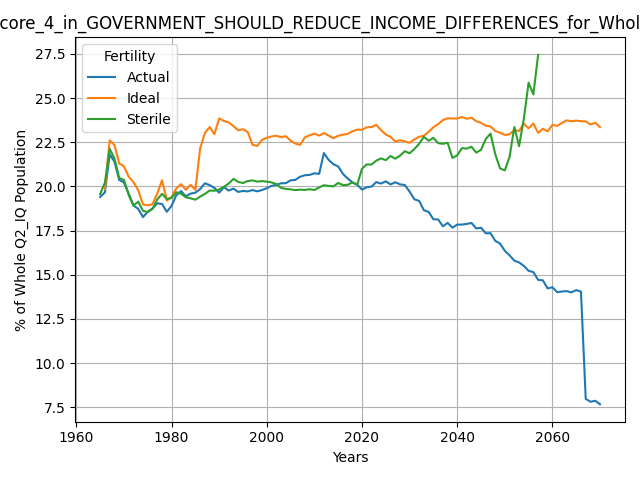 core_4_in_GOVERNMENT_SHOULD_REDUCE_INCOME_DIFFERENCES_for_Whol
Fertility
Actual
Ideal
Sterile
27.5
25.0
22.5
20.0
17.5
15.0
12.5
10.0
7.5
% of Whole Q2_IQ Population
1960 1980 2000 2020 2040 2060
Years